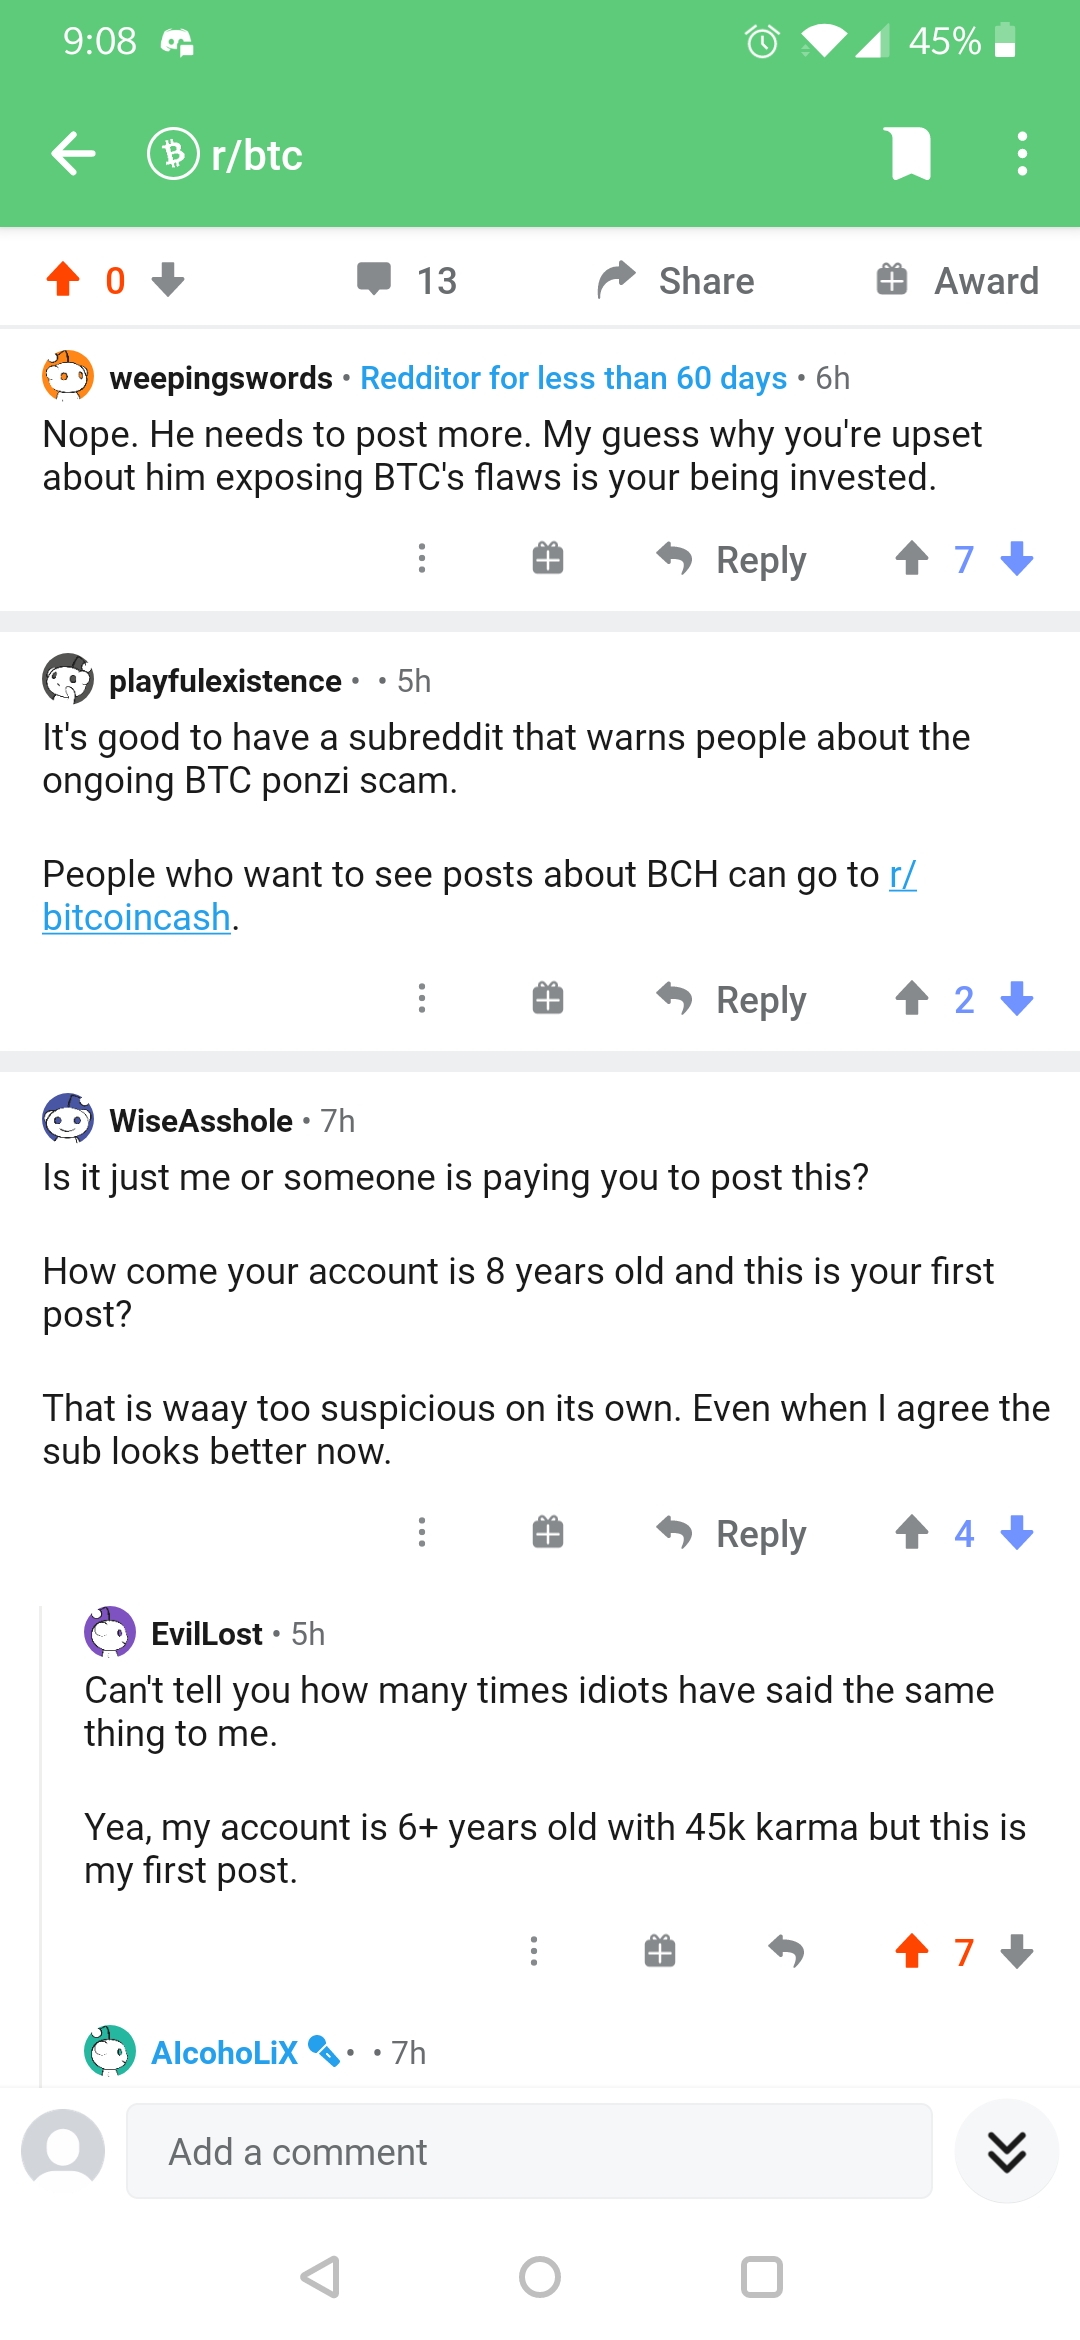 9:08
45%
r/btc
0
13
Share
Award
weepingswords • Redditor for less than 60 days • 6h
Nope. He needs to post more. My guess why you're upset
about him exposing BTC's flaws is your being invested.
Reply
7
playfulexistence • • 5h
It's good to have a subreddit that warns people about the
ongoing BTC ponzi scam.
People who want to see posts about BCH can go to r/
bitcoincash.
Reply
2
WiseAsshole • 7h
Is it just me or someone is paying you to post this?
How come your account is 8 years old and this is your first
post?
That is waay too suspicious on its own. Even when I agree the
sub looks better now.
Reply
4
EvilLost • 5h
Can't tell you how many times idiots have said the same
thing to me.
Yea, my account is 6+ years old with 45k karma but this is
my first post.
7
AlcohoLiX • • 7h
Add a comment